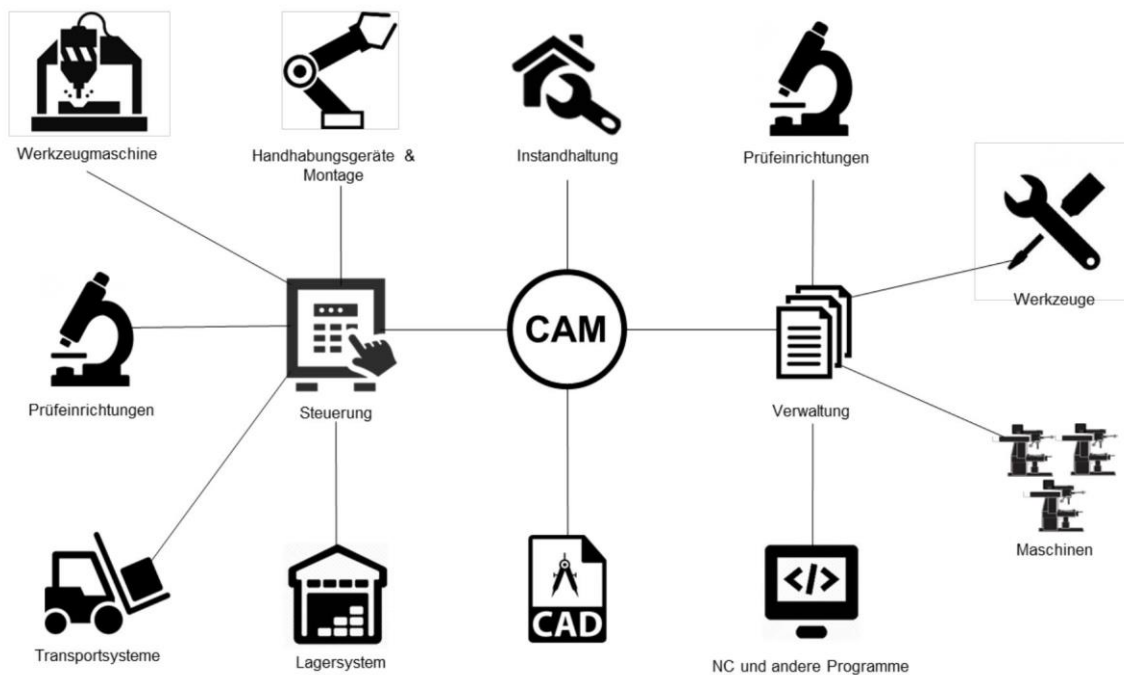 Werkzeugmaschine
Handhabungsgeräte &
Montage
Instandhaltung
Prüfeinrichtungen
Werkzeuge
Prüfeinrichtungen
Steuerung
CAM
Verwaltung
Maschinen
Transportsysteme
Lagersystem
CAD
</>
NC und andere Programme